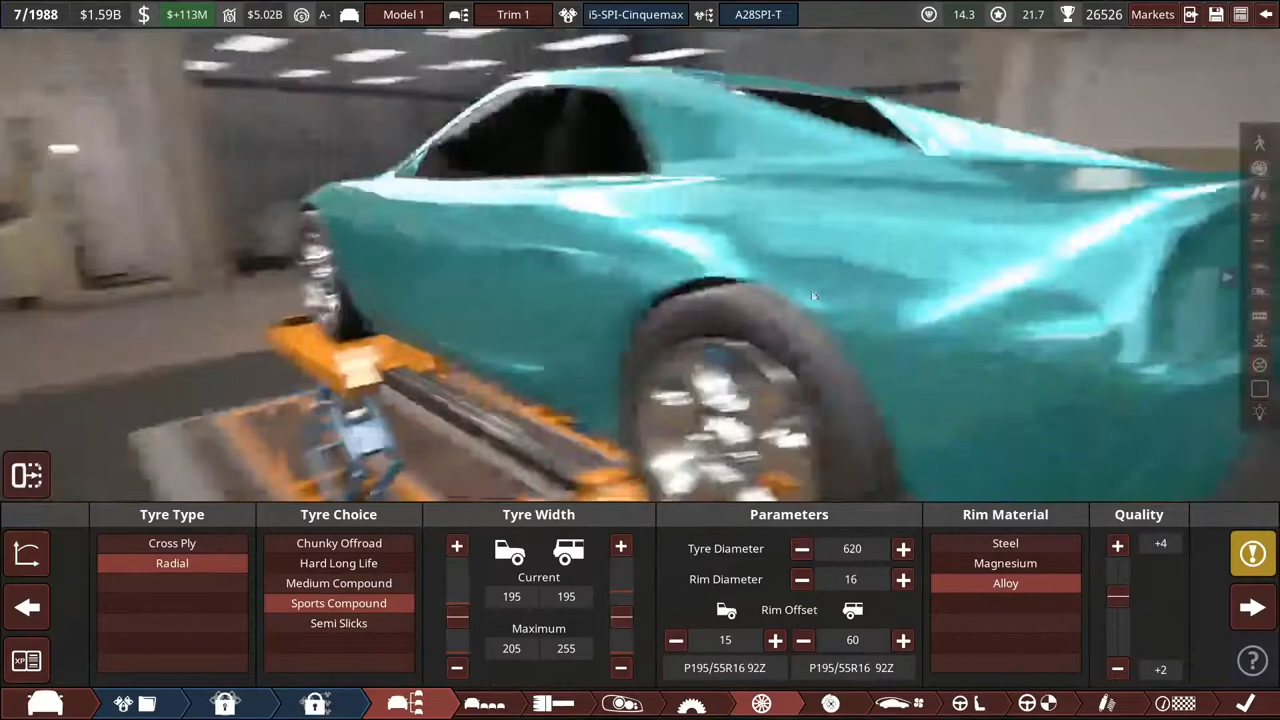 7/1988 $1.59B $ $+113M $5.02B A- Model 1 Trim 1 i5-SPI-Cinquemax A28SPI-T 14.3 21.7 26526 Markets
Tyre Type
Cross Ply
Radial
Tyre Choice
Chunky Offroad
Hard Long Life
Medium Compound
Sports Compound
Semi Slicks
Tyre Width
Current
195 195
Maximum
205 255
Parameters
Tyre Diameter 620
Rim Diameter 16
Rim Offset
15 60
P195/55R16 92Z P195/55R16 92Z
Rim Material
Steel
Magnesium
Alloy
Quality
+4
+2
XP